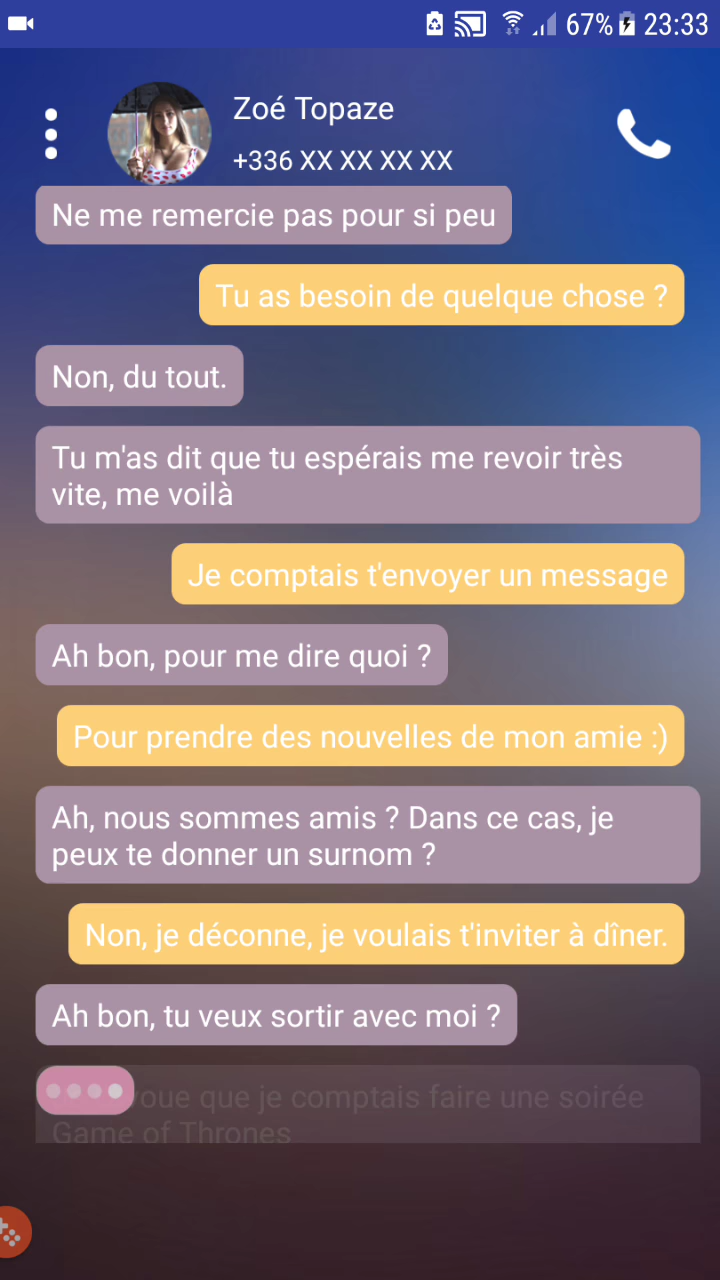 67% 23:33
Zoé Topaze
+336 XX XX XX XX
Ne me remercie pas pour si peu
Tu as besoin de quelque chose ?
Non, du tout.
Tu m'as dit que tu espérais me revoir très
vite, me voilà
Je comptais t'envoyer un message
Ah bon, pour me dire quoi ?
Pour prendre des nouvelles de mon amie :)
Ah, nous sommes amis ? Dans ce cas, je
peux te donner un surnom ?
Non, je déconne, je voulais t'inviter à dîner.
Ah bon, tu veux sortir avec moi ?
que je comptais faire une soirée
Game of Thrones